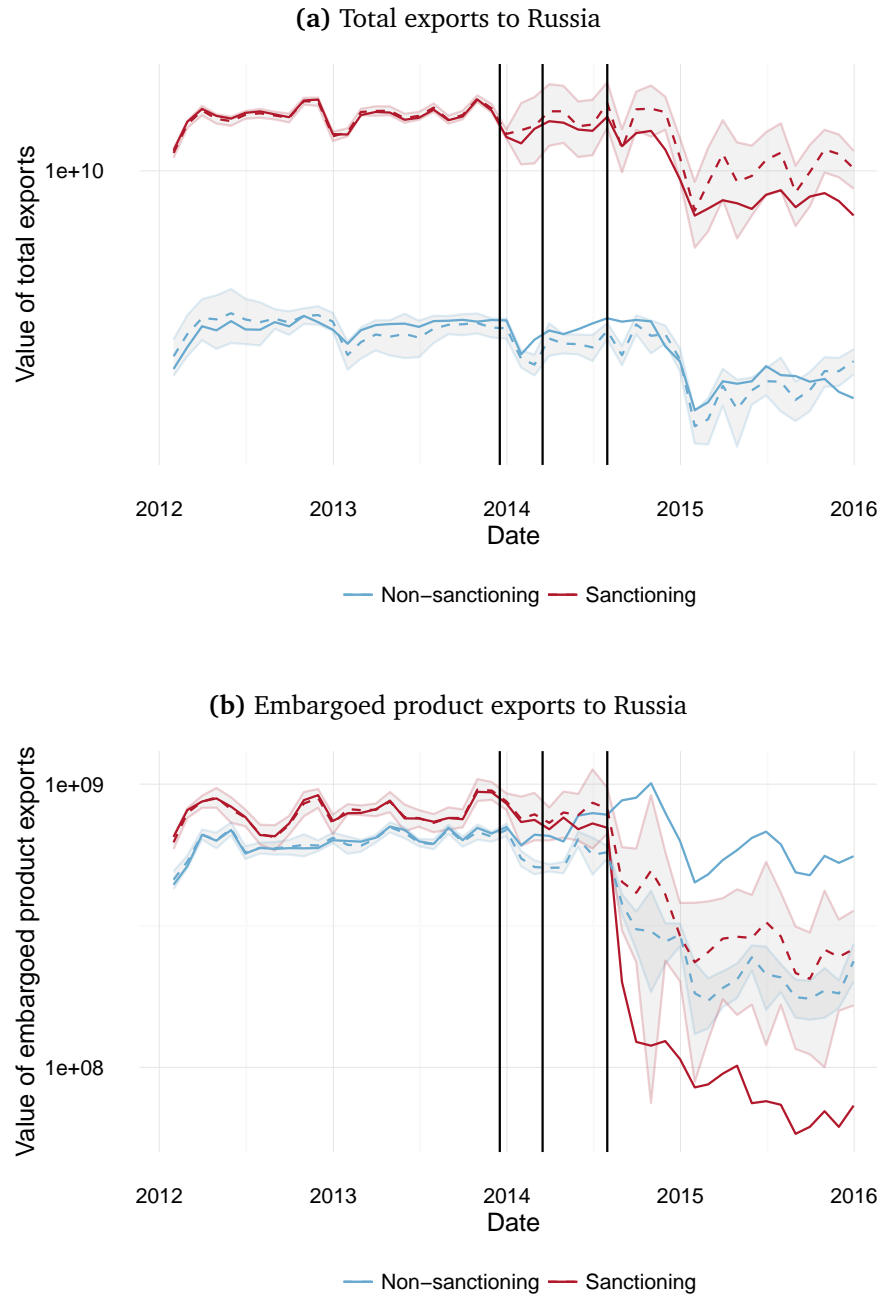 (a) Total exports to Russia
Value of total exports
1e+10
2012 2013 2014 2015 2016
Date
Non−sanctioning Sanctioning
(b) Embargoed product exports to Russia
Value of embargoed product exports
1e+09
1e+08
2012 2013 2014 2015 2016
Date
Non−sanctioning Sanctioning